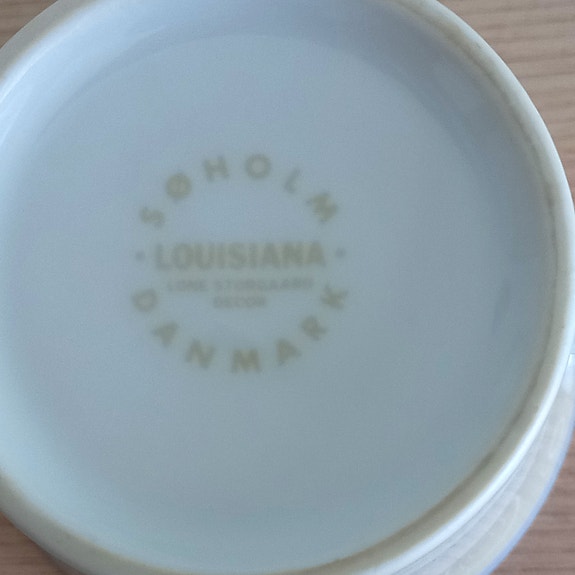 SØHOLM
· LOUISIANA ·
LONE STORGAARD
DECOR
DANMARK